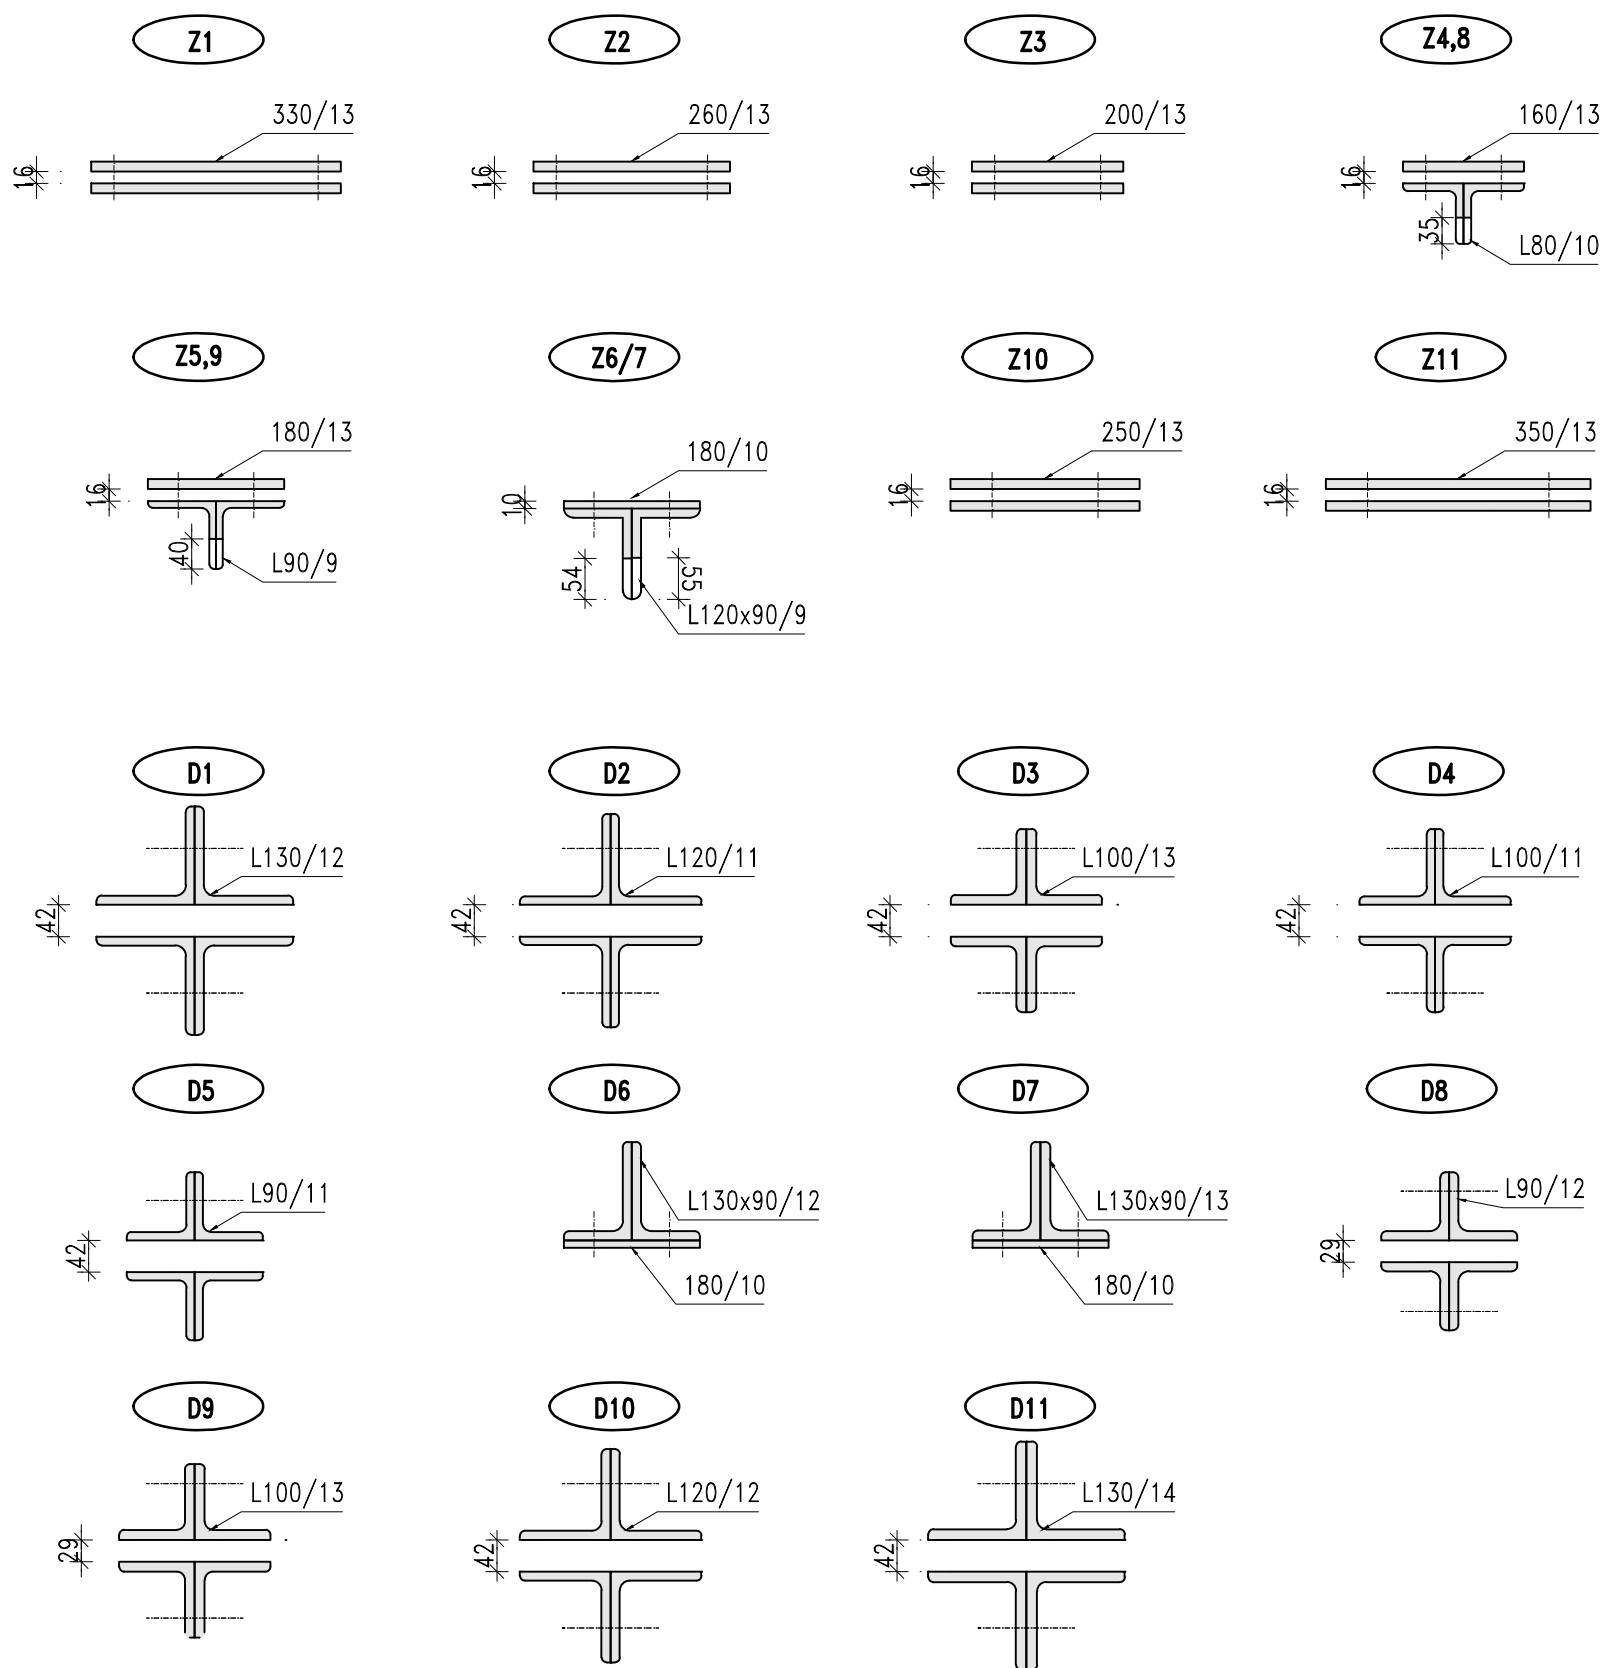 Z1
Z2
Z3
Z4,8
330/13
260/13
200/13
160/13
16
16
16
16
35
L80/10
Z5,9
Z6/7
Z10
Z11
180/13
180/10
250/13
350/13
16
10
16
16
40
L90/9
54
55
L120x90/9
D1
D2
D3
D4
L130/12
L120/11
L100/13
L100/11
42
42
42
42
D5
D6
D7
D8
L90/11
L130x90/12
L130x90/13
L90/12
42
29
180/10
180/10
D9
D10
D11
L100/13
L120/12
L130/14
29
42
42